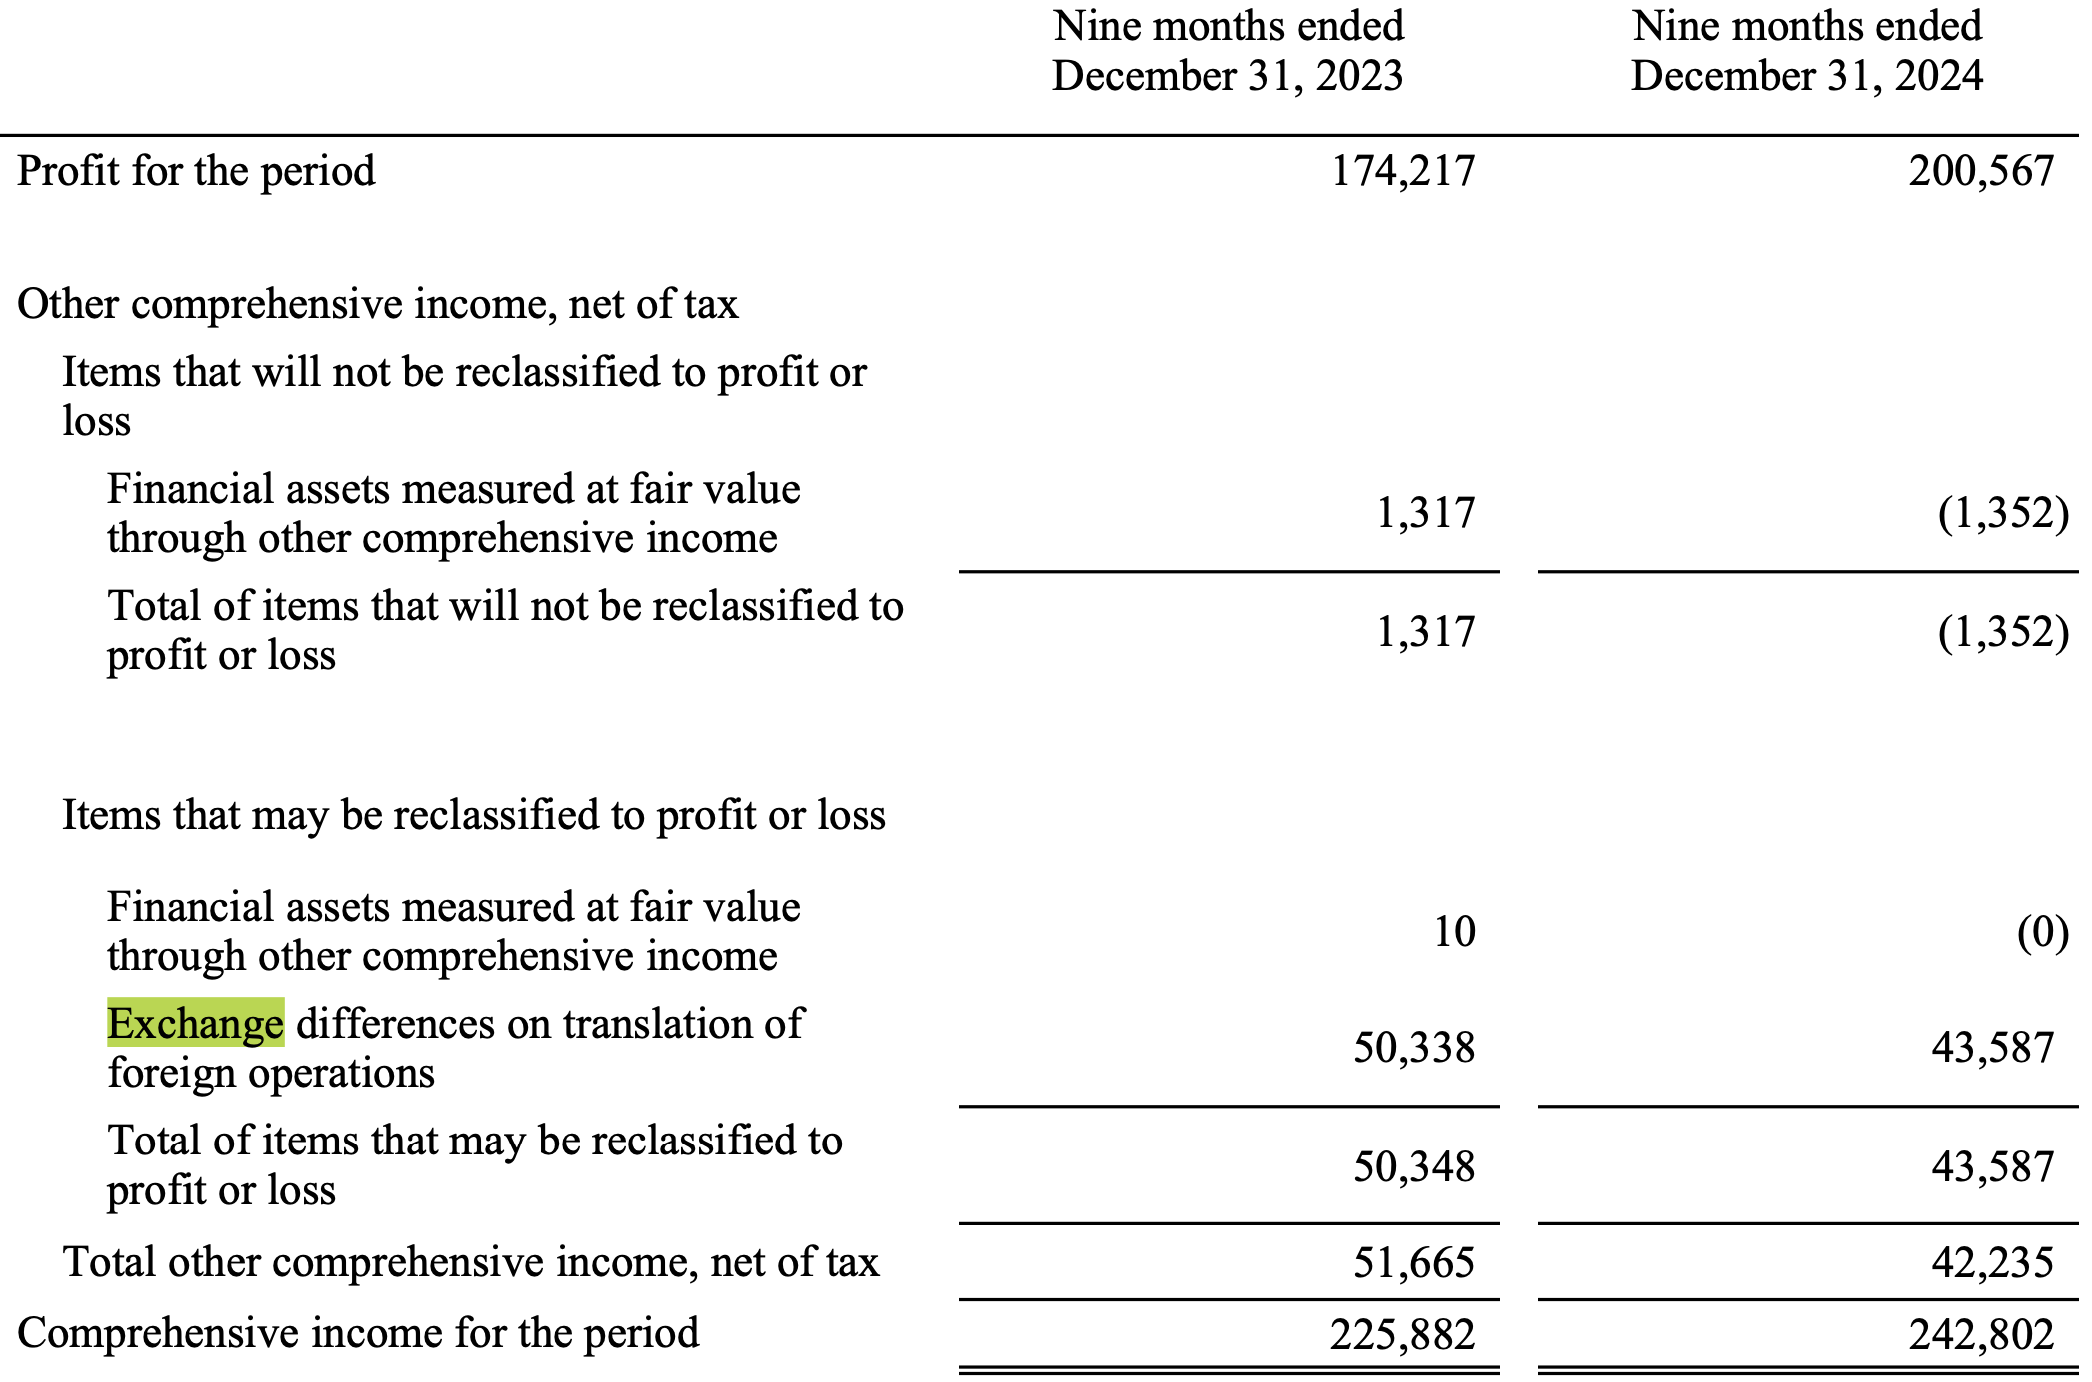 Nine months ended Nine months ended
December 31, 2023 December 31, 2024
Profit for the period 174,217 200,567
Other comprehensive income, net of tax
Items that will not be reclassified to profit or
loss
Financial assets measured at fair value
through other comprehensive income 1,317 (1,352)
Total of items that will not be reclassified to
profit or loss 1,317 (1,352)
Items that may be reclassified to profit or loss
Financial assets measured at fair value
through other comprehensive income 10 (0)
Exchange differences on translation of
foreign operations 50,338 43,587
Total of items that may be reclassified to
profit or loss 50,348 43,587
Total other comprehensive income, net of tax 51,665 42,235
Comprehensive income for the period 225,882 242,802